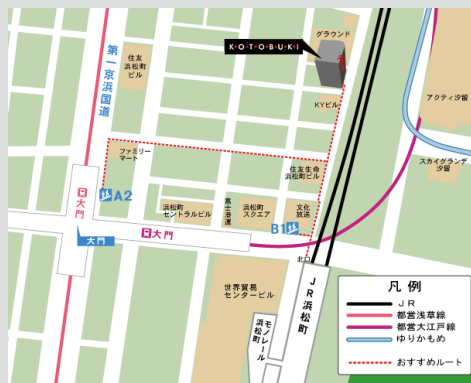 グラウンド
K・O・T・O・B・U・K・I
住友
浜松町
ビル
第一京浜国道
アクティ汐留
KYビル
ファミリー
マート
住友生命
浜松町ビル
スカイグランデ
汐留
A2
大門
浜松町
セントラルビル
富士港運
浜松町
スクエア
文化
放送
B1
大門
大門
北口
世界貿易
センタービル
JR浜松町
モノレール
浜松町
凡 例
JR
都営浅草線
都営大江戸線
ゆりかもめ
おすすめルート